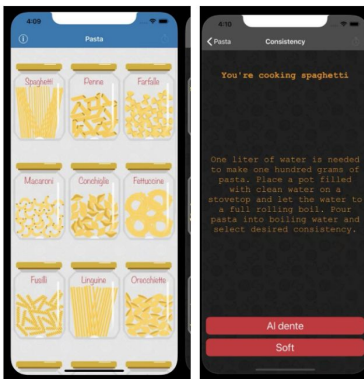 4:09
Pasta
Spaghetti
Penne
Farfalle
Macaroni
Conchiglie
Fettuccine
Fusilli
Linguine
Orecchiette
4:10
Pasta
Consistency
You're cooking spaghetti
One liter of water is needed
to make one hundred grams of
pasta. Place a pot filled
with clean water on a
stovetop and let the water to
a full rolling boil. Pour
pasta into boiling water and
select desired consistency.
Al dente
Soft